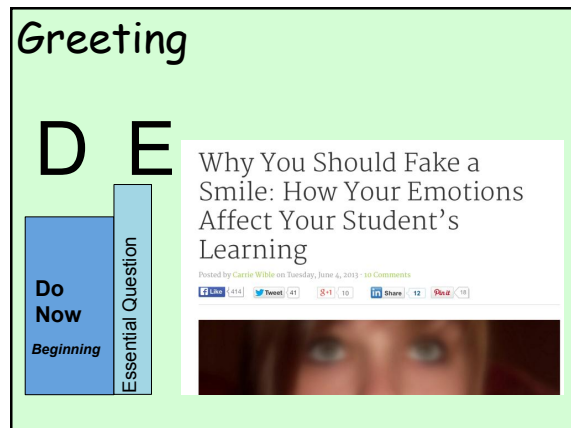 Greeting
D E
Why You Should Fake a
Smile: How Your Emotions
Affect Your Student's
Learning
Posted by Carrie Wible on Tuesday, June 4, 2013 · 10 Comments
Like 414 Tweet 41 g+1 10 in Share 12 Pin it 18
Do
Now
Beginning
Essential Question